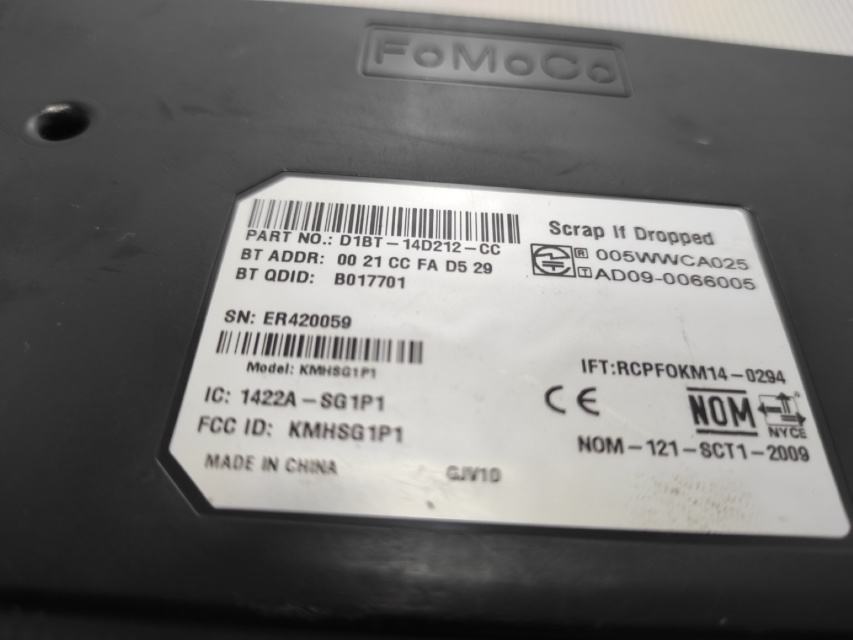 FoMoCo
PART NO.: D1BT-14D212-CC
BT ADDR: 00 21 CC FA D5 29
BT QDID: B017701
Scrap If Dropped
R 005WWCA025
T AD09-0066005
SN: ER420059
Model: KMHSG1P1
IC: 1422A-SG1P1
FCC ID: KMHSG1P1
MADE IN CHINA
GJV10
IFT:RCPFOKM14-0294
CE
NOM
NYCE
NOM-121-SCT1-2009